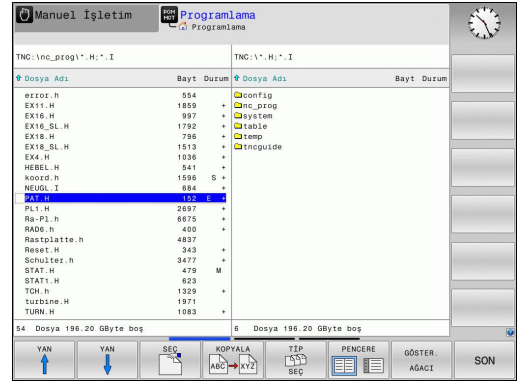 Manuel İşletim
PGM
MGT
Programlama
Programlama
TNC:\nc_prog\*.H;*.I
Dosya Adı Bayt Durum
error.h 554
EX11.H 1859 +
EX16.H 997 +
EX16_SL.H 1792 +
EX18.H 796 +
EX18_SL.H 1513 +
EX4.H 1036 +
HEBEL.H 541 +
koord.h 1596 S +
NEUGL.I 684 +
PAT.H 152 E +
PL1.H 2697 +
Ra-Pl.h 6675 +
RAD6.h 400 +
Rastplatte.h 4837
Reset.H 343 +
Schulter.h 3477 +
STAT.H 479 M
STAT1.H 623
TCH.h 1329 +
turbine.H 1971
TURN.H 1083 +
54 Dosya 196.20 GByte boş
TNC:\*.H;*.I
Dosya Adı Bayt Durum
config
nc_prog
system
table
temp
tncguide
6 Dosya 196.20 GByte boş
YAN
YAN
SEÇ
KOPYALA
ABC XYZ
TİP
SEÇ
PENCERE
GÖSTER.
AĞACI
SON